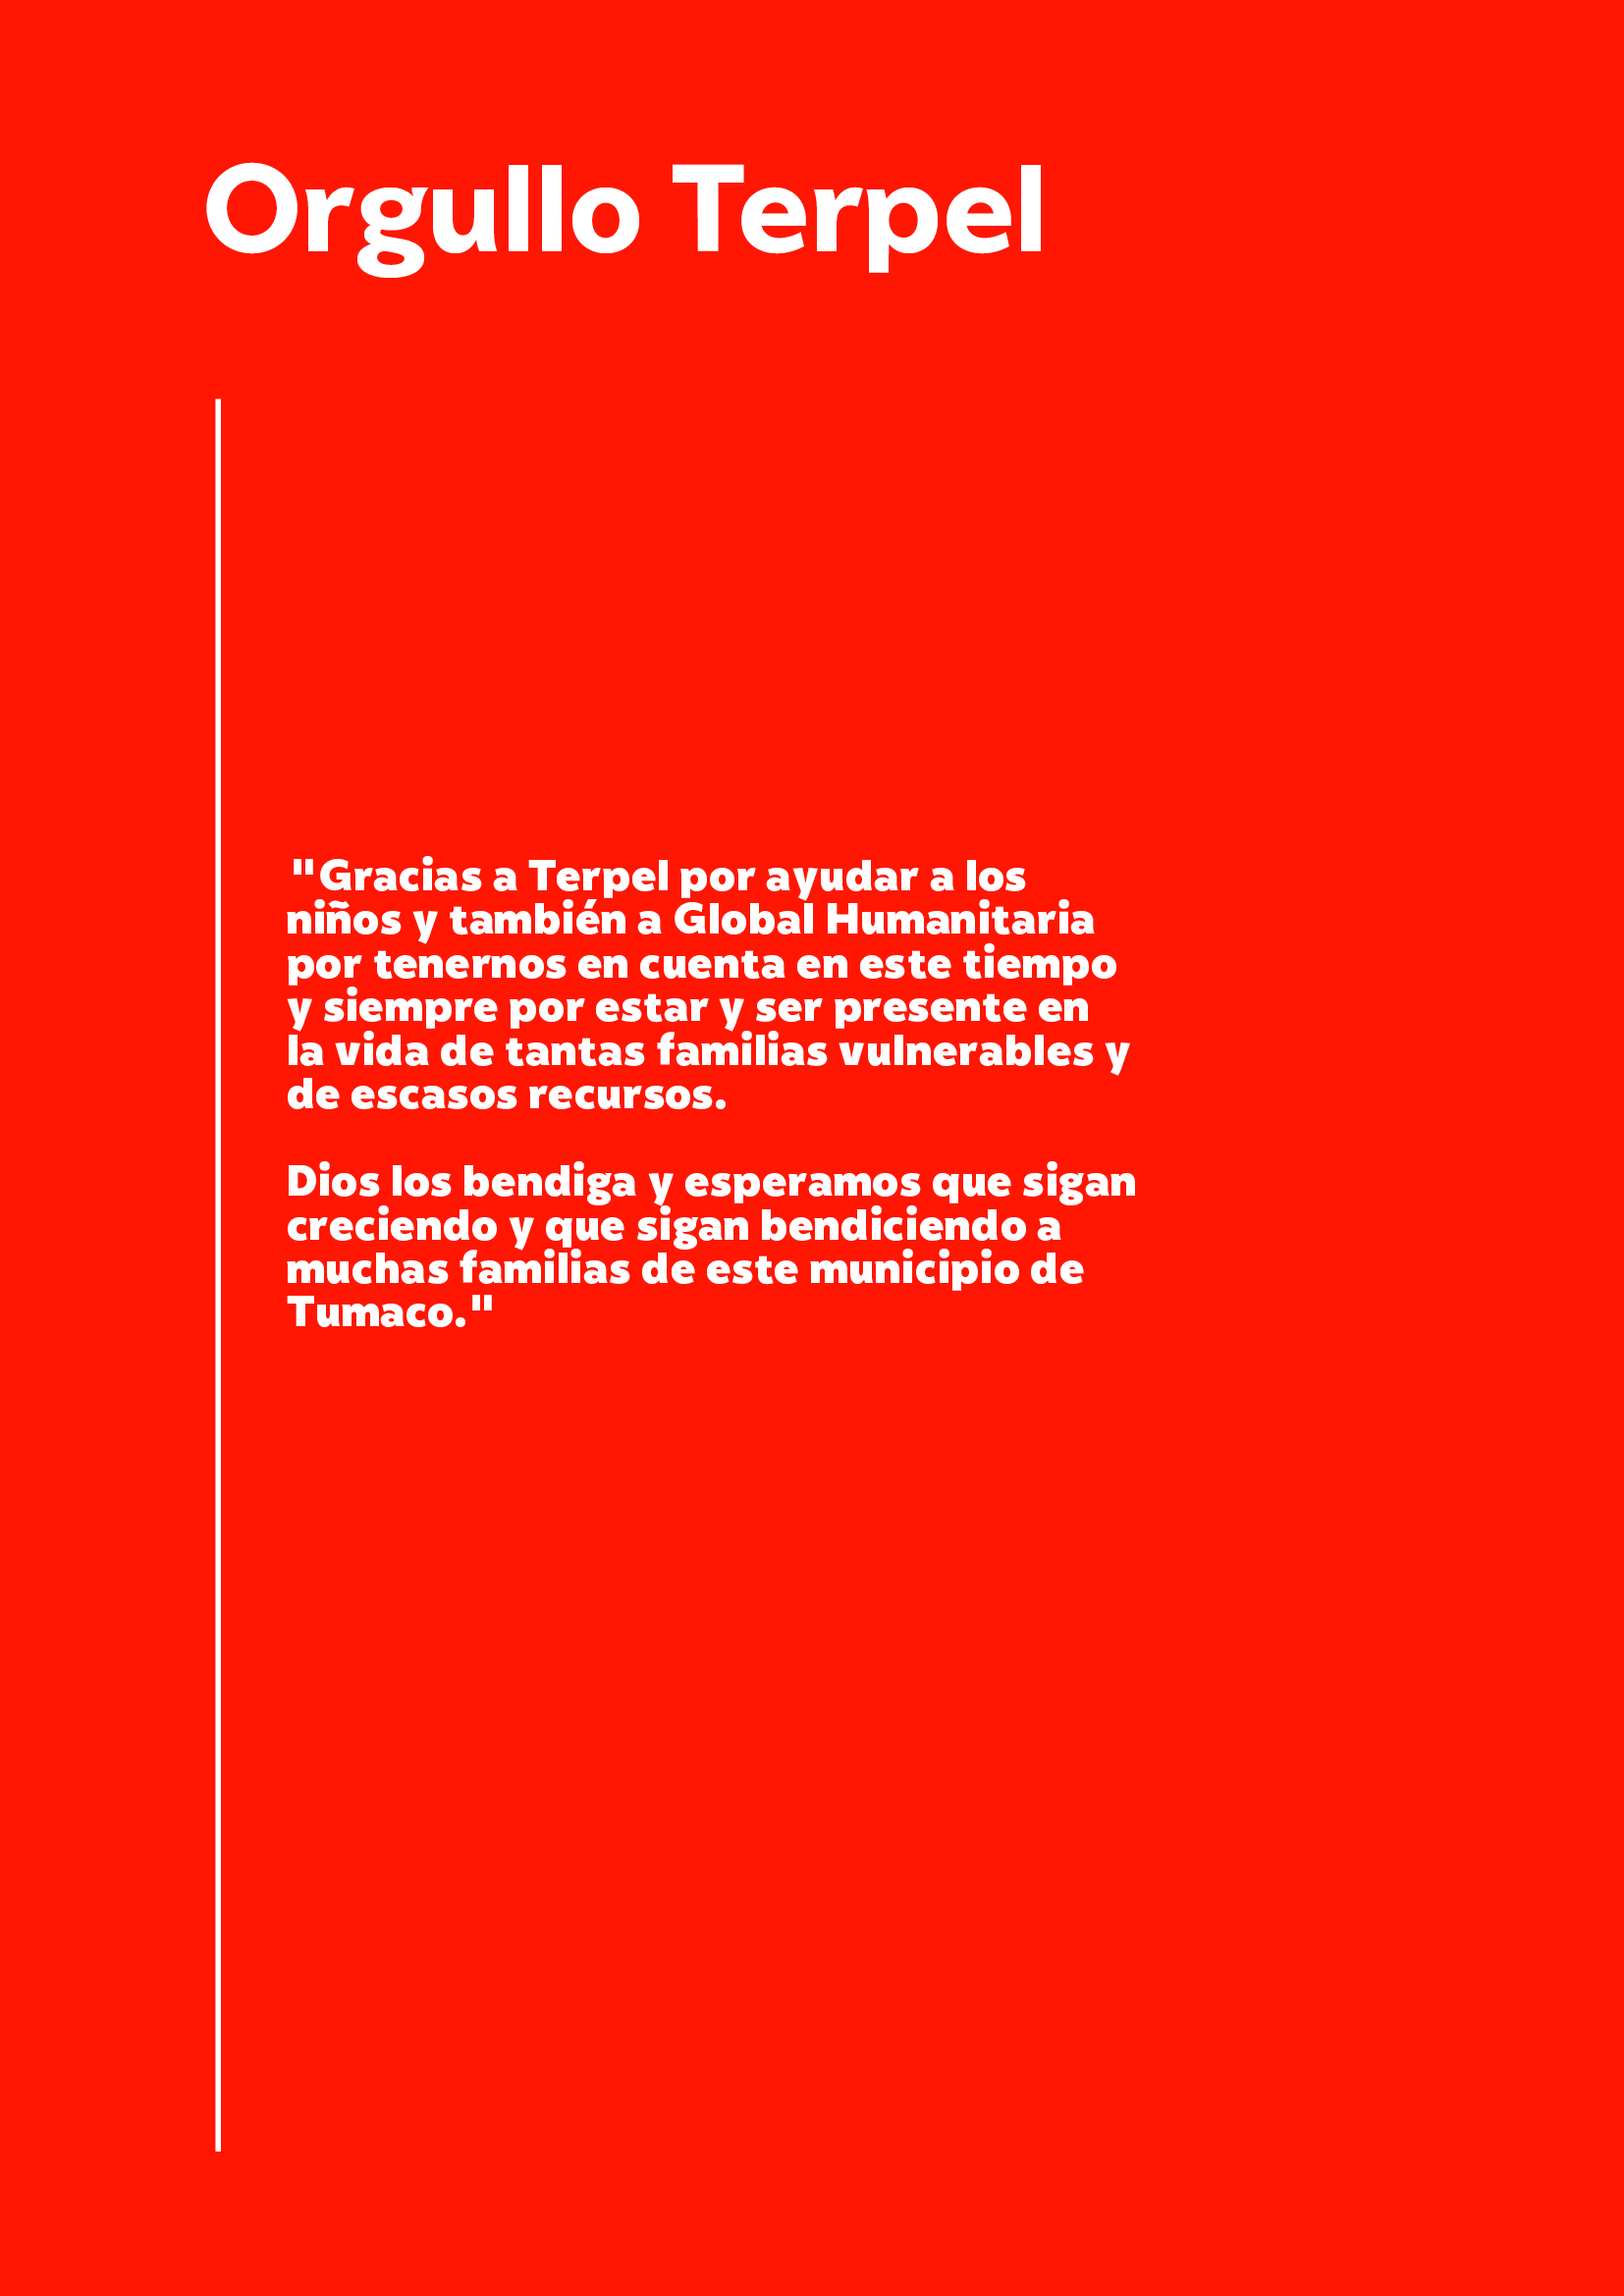 Orgullo Terpel
"Gracias a Terpel por ayudar a los
niños y también a Global Humanitaria
por tenernos en cuenta en este tiempo
y siempre por estar y ser presente en
la vida de tantas familias vulnerables y
de escasos recursos.
Dios los bendiga y esperamos que sigan
creciendo y que sigan bendiciendo a
muchas familias de este municipio de
Tumaco."